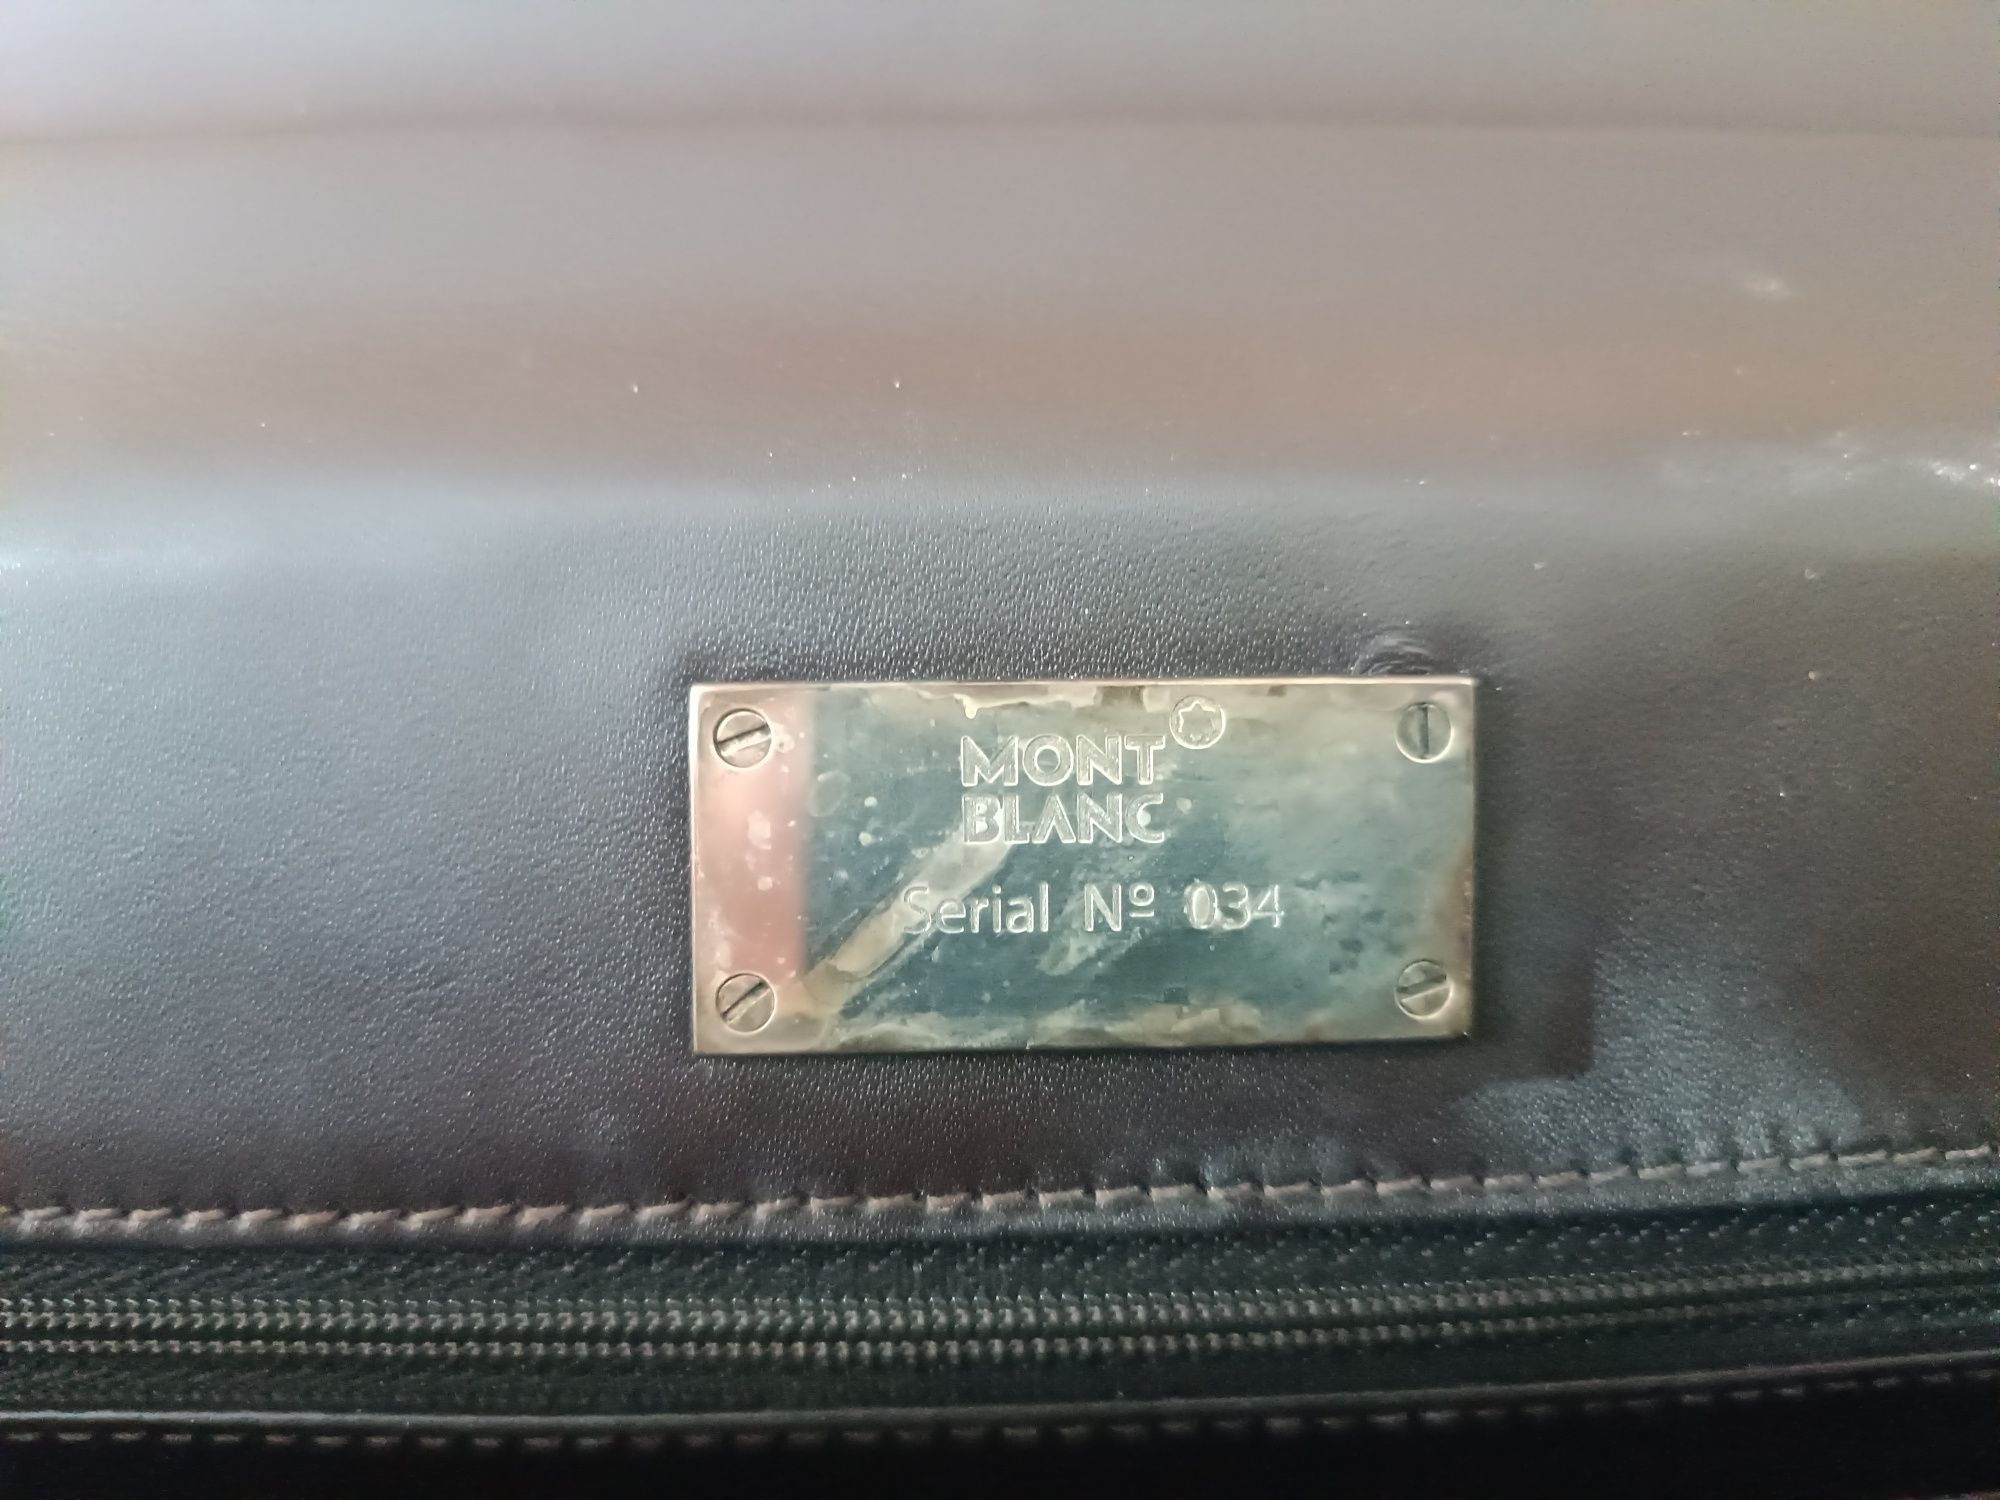 MONT
BLANC
Serial Nº 034